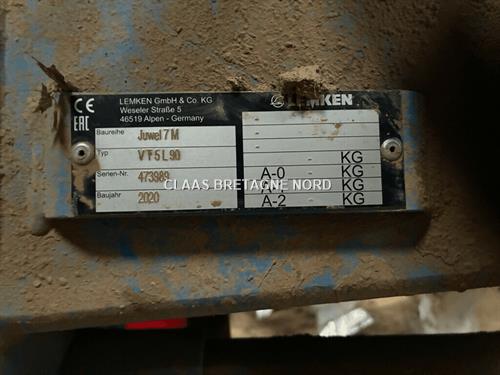 CE
EAC
LEMKEN GmbH & Co. KG
Weseler Straße 5
46519 Alpen - Germany
LEMKEN
Baureihe Juwel 7 M
Typ VT5L90
Serien-Nr. 473989
Baujahr 2020
KG
A-0 KG
KG
A-2 KG
CLAAS BRETAGNE NORD